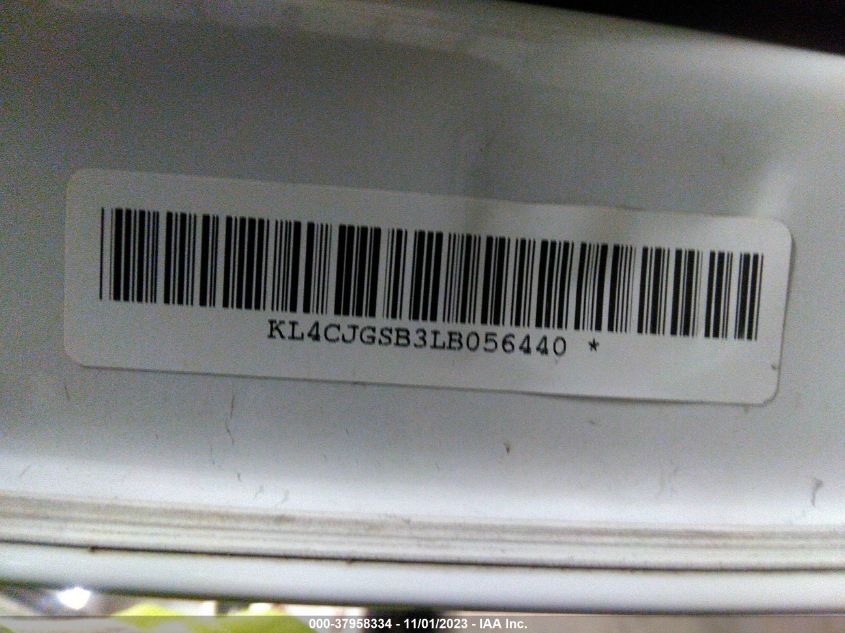 KL4CJGSB3LB056440 *
000-37958334 - 11/01/2023 - IAA Inc.